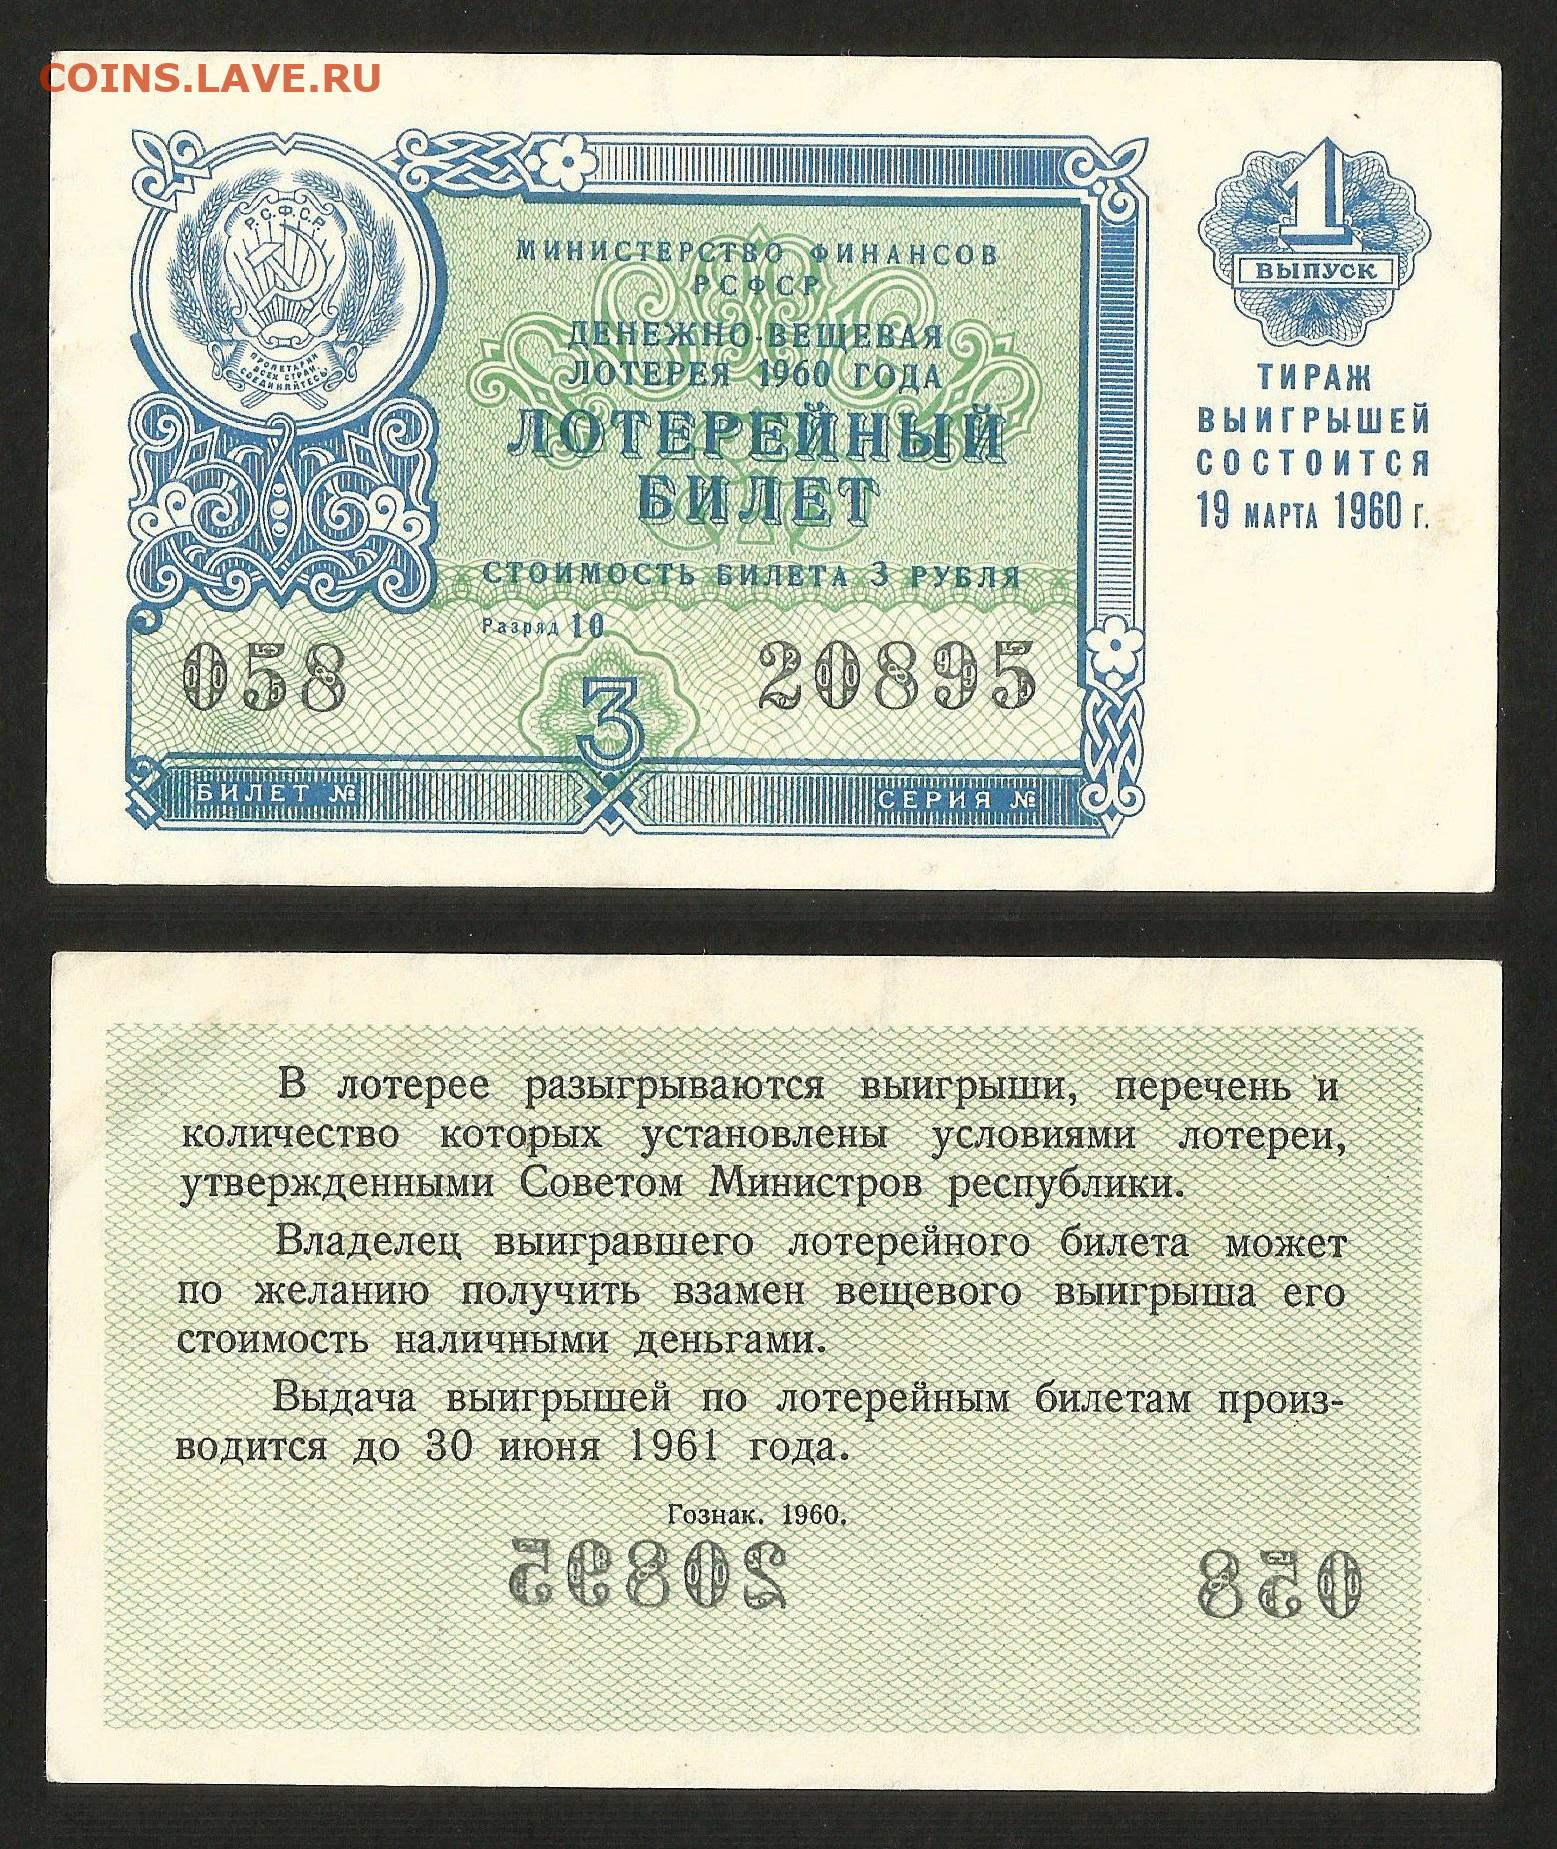 COINS.LAVE.RU
Р.С.Ф.С.Р.
ПРОЛЕТАРИИ
ВСЕХ СТРАН,
СОЕДИНЯЙТЕСЬ!
МИНИСТЕРСТВО ФИНАНСОВ
РСФСР
ДЕНЕЖНО-ВЕЩЕВАЯ
ЛОТЕРЕЯ 1960 ГОДА
ЛОТЕРЕЙНЫЙ
БИЛЕТ
СТОИМОСТЬ БИЛЕТА 3 РУБЛЯ
Разряд 10
058
20895
3
БИЛЕТ №
СЕРИЯ №
1
ВЫПУСК
ТИРАЖ
ВЫИГРЫШЕЙ
СОСТОИТСЯ
19 МАРТА 1960 Г.
В лотерее разыгрываются выигрыши, перечень и
количество которых установлены условиями лотереи,
утвержденными Советом Министров республики.
Владелец выигравшего лотерейного билета может
по желанию получить взамен вещевого выигрыша его
стоимость наличными деньгами.
Выдача выигрышей по лотерейным билетам произ-
водится до 30 июня 1961 года.
Гознак. 1960.
20895
058